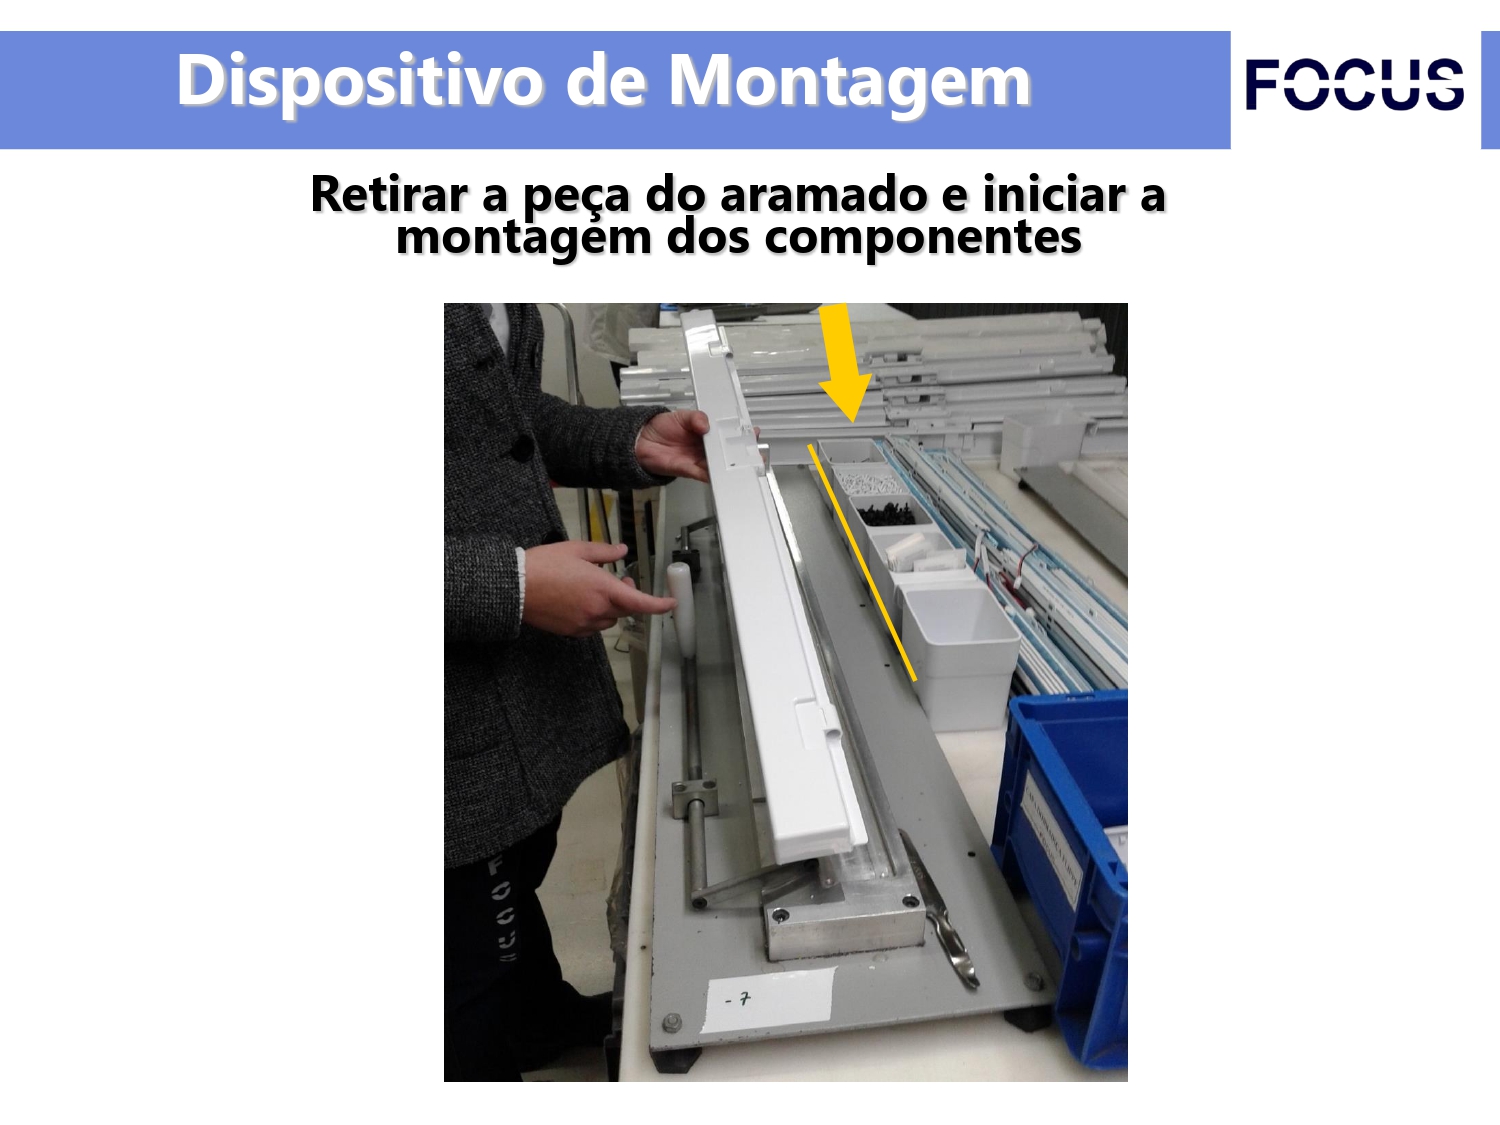 Dispositivo de Montagem
FOCUS
Retirar a peça do aramado e iniciar a
montagem dos componentes
- 7